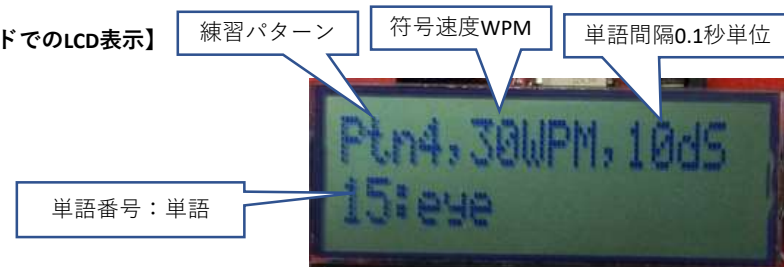 ドでのLCD表示】
練習パターン
符号速度WPM
単語間隔0.1秒単位
Ptn4,30WPM,10dS
単語番号：単語
15:eye